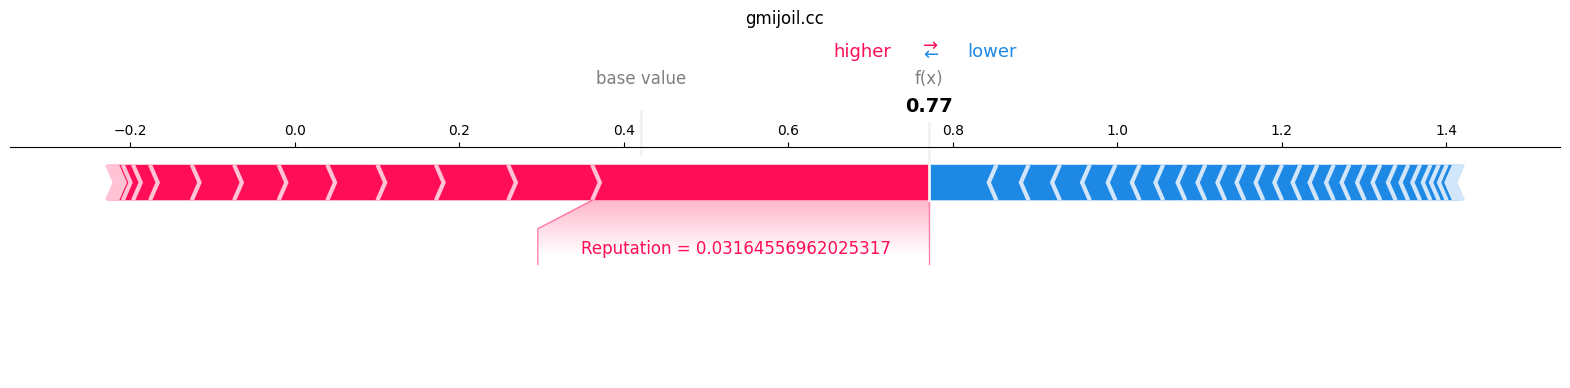 gmijoil.cc
higher → ← lower
base value f(x)
0.77
−0.2 0.0 0.2 0.4 0.6 0.8 1.0 1.2 1.4
Reputation = 0.03164556962025317